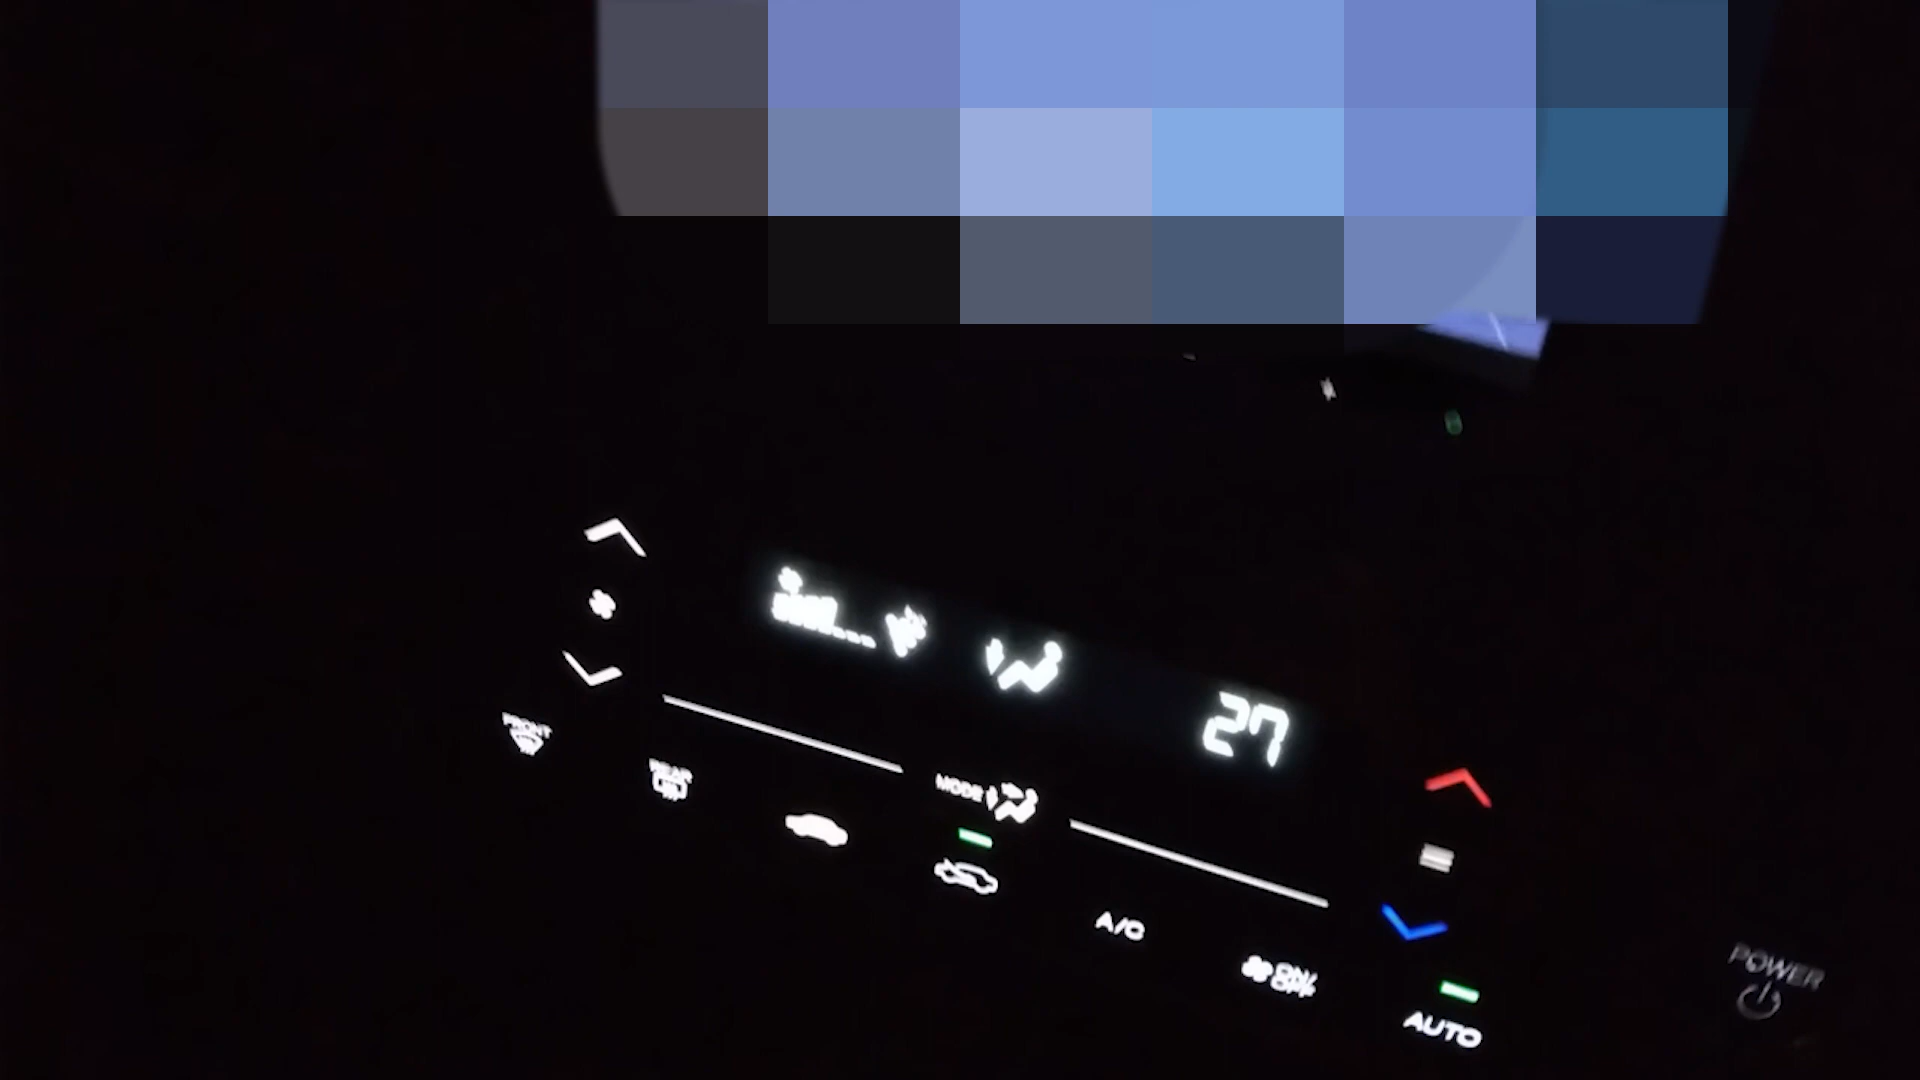 27
FRONT
REAR
MODE
A/C
ON/
OFF
AUTO
POWER